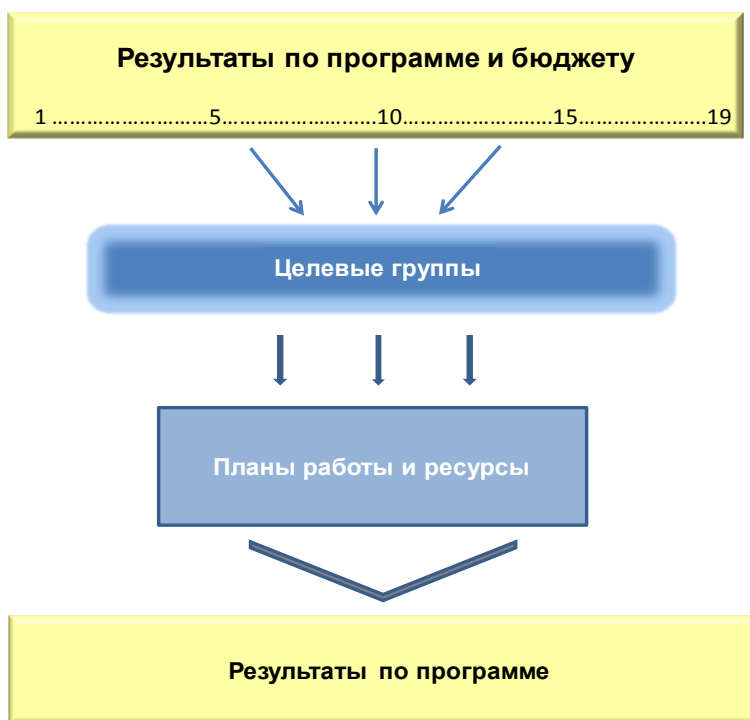 Результаты по программе и бюджету
1 ………………………5……………………...10…………………......15………………......19
Целевые группы
Планы работы и ресурсы
Результаты по программе